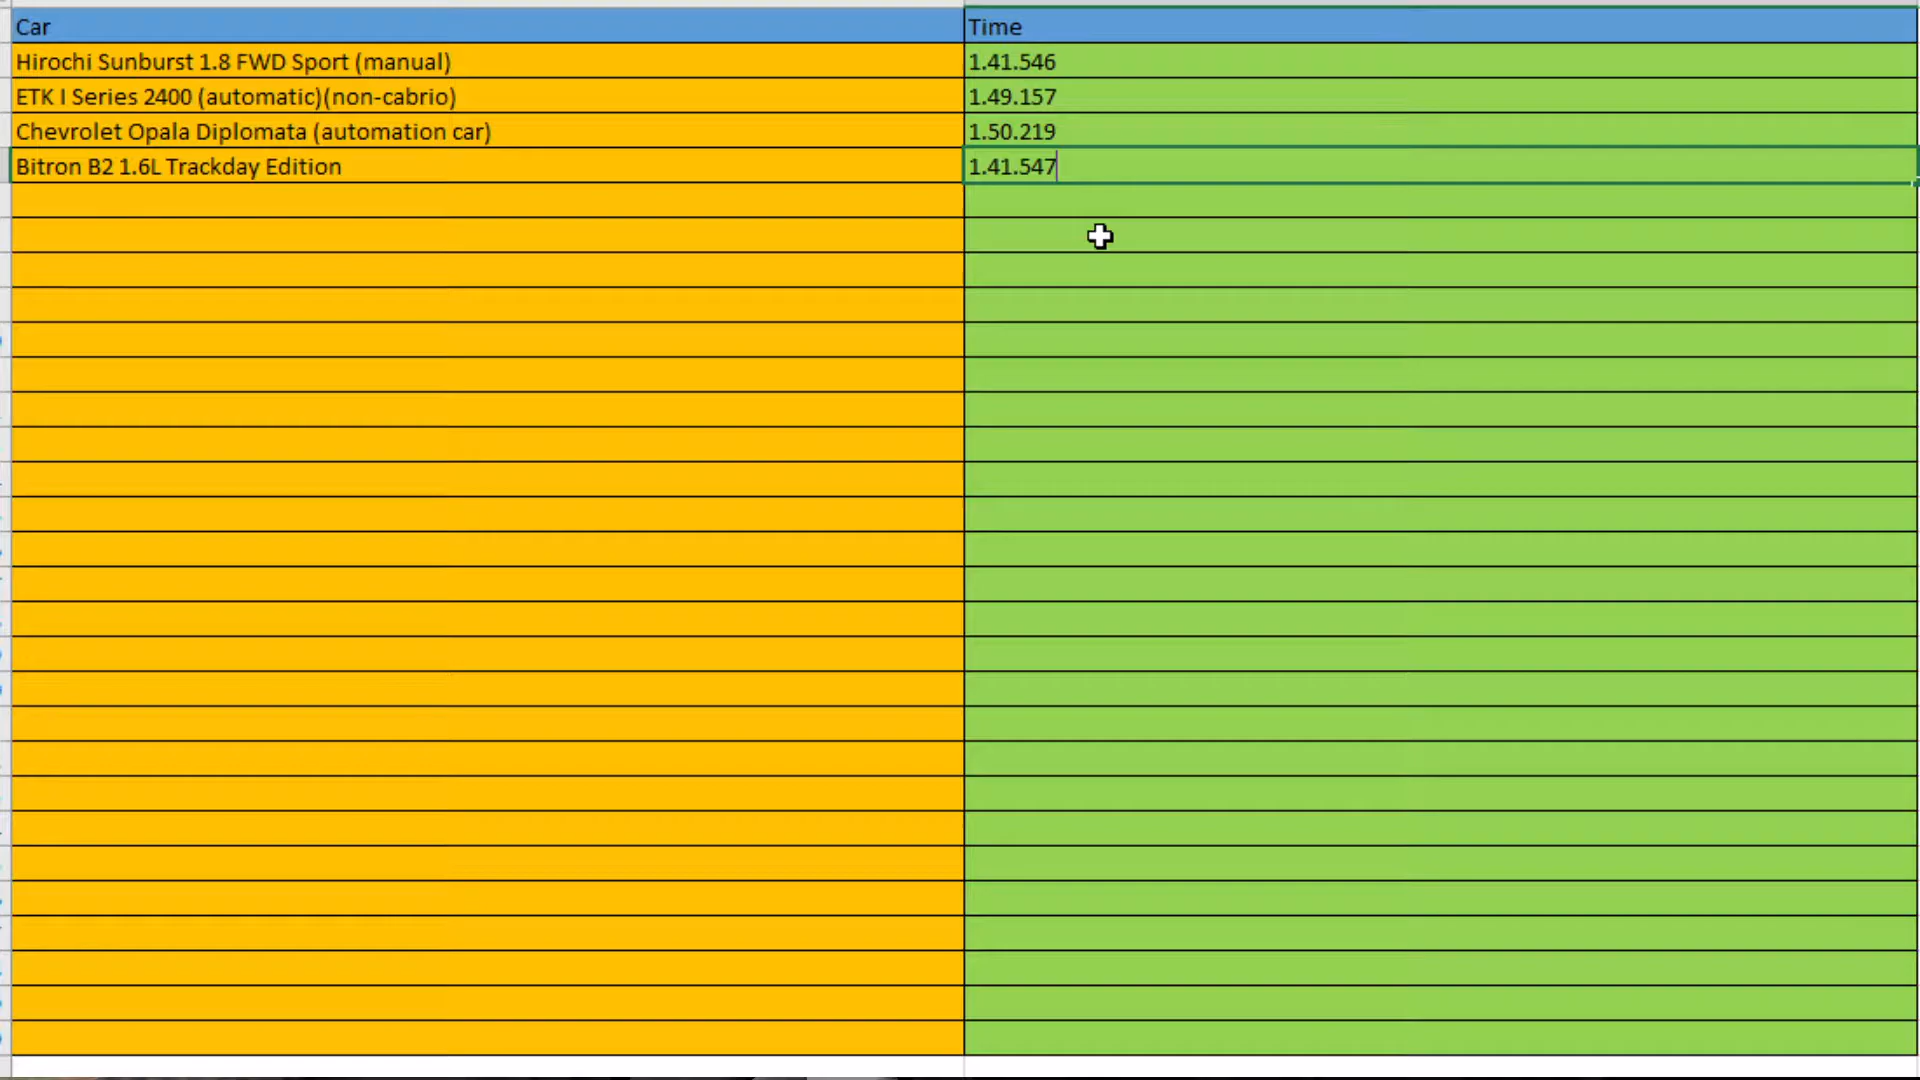 Car Time
Hirochi Sunburst 1.8 FWD Sport (manual) 1.41.546
ETK I Series 2400 (automatic)(non-cabrio) 1.49.157
Chevrolet Opala Diplomata (automation car) 1.50.219
Bitron B2 1.6L Trackday Edition 1.41.547